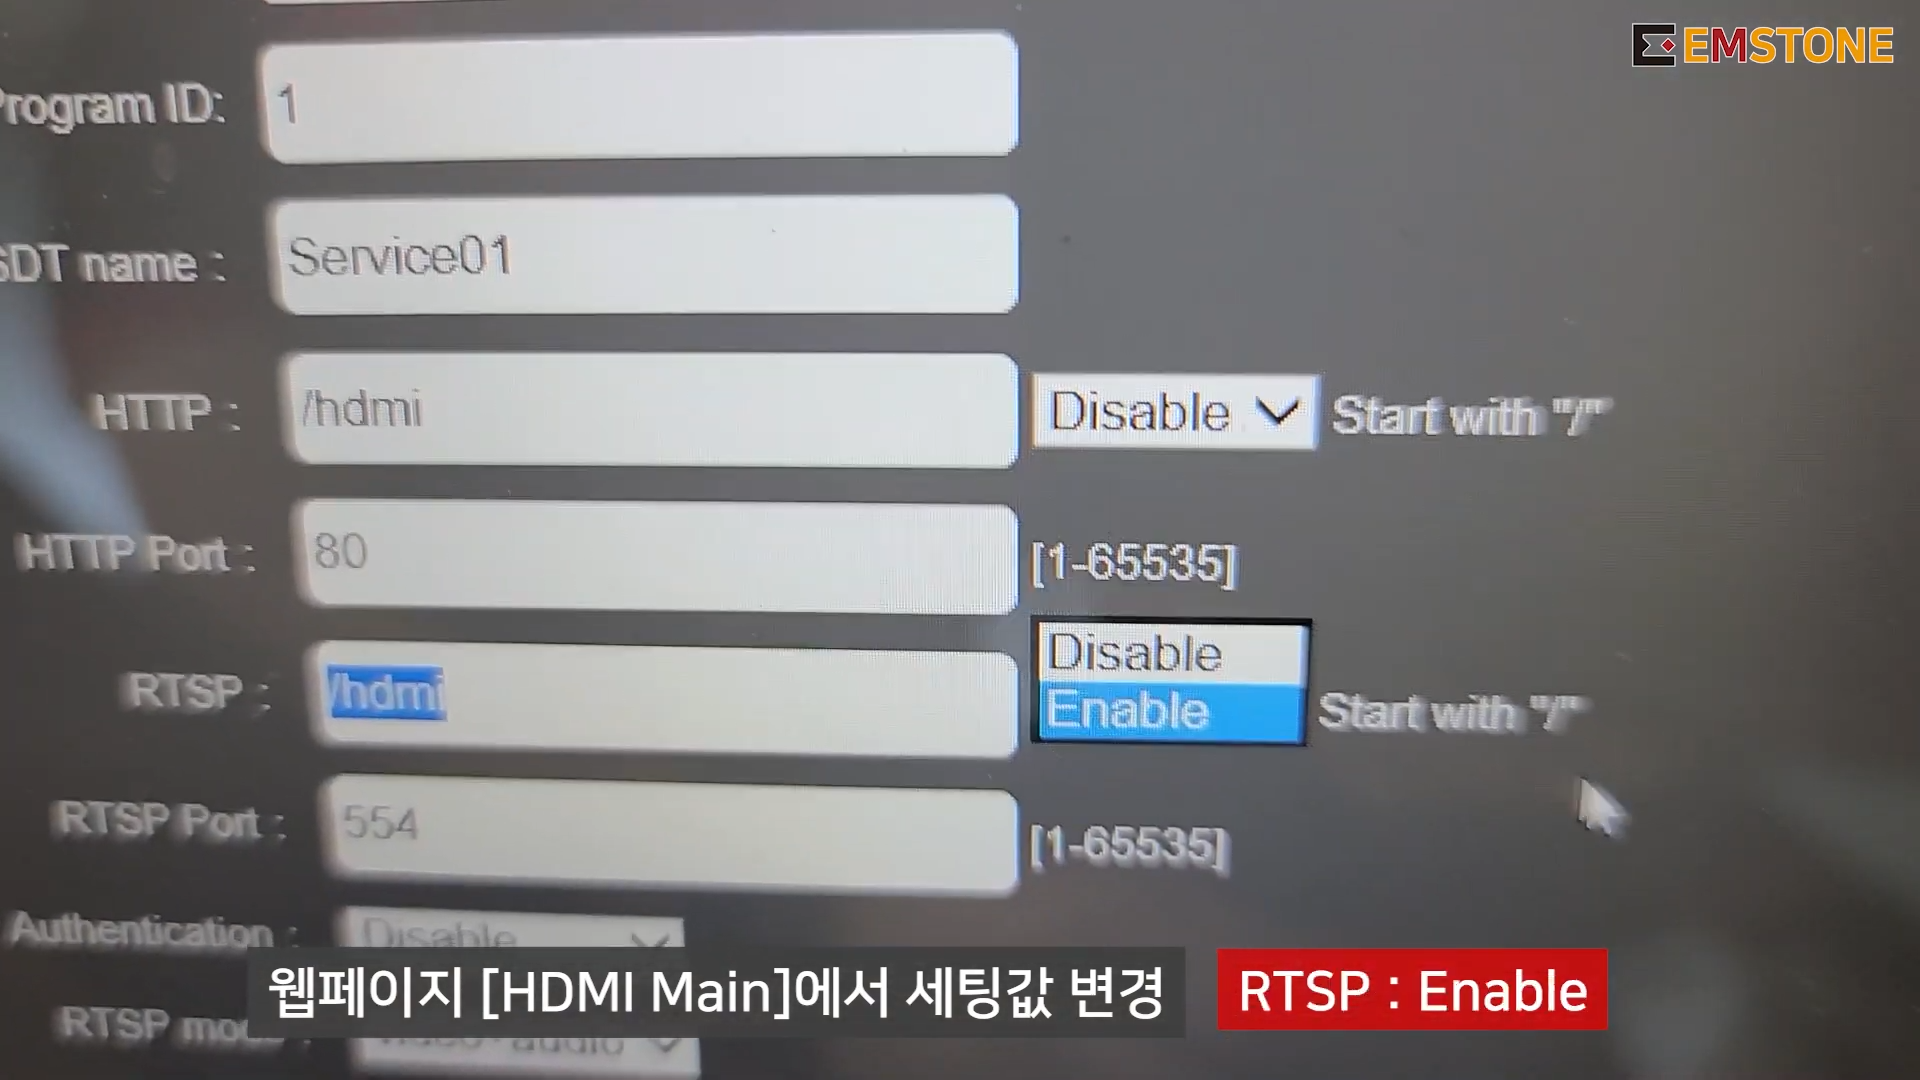 EMSTONE
Program ID: 1
SDT name : Service01
HTTP : /hdmi Disable Start with "/"
HTTP Port : 80 [1-65535]
Disable
RTSP : /hdmi Enable Start with "/"
RTSP Port : 554 [1-65535]
Authentication : Disable
웹페이지 [HDMI Main]에서 세팅값 변경 RTSP : Enable
RTSP